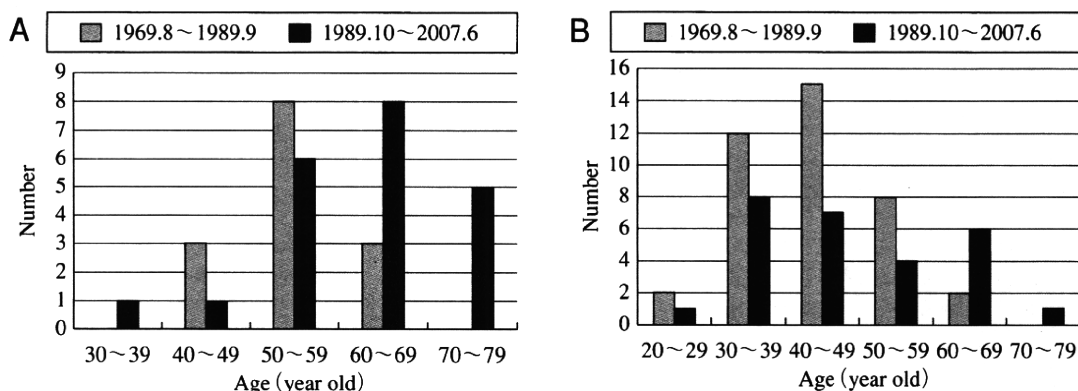 A
1969.8～1989.9 1989.10～2007.6
Number
9
8
7
6
5
4
3
2
1
0
30～39 40～49 50～59 60～69 70～79
Age (year old)
B
1969.8～1989.9 1989.10～2007.6
Number
16
14
12
10
8
6
4
2
0
20～29 30～39 40～49 50～59 60～69 70～79
Age (year old)